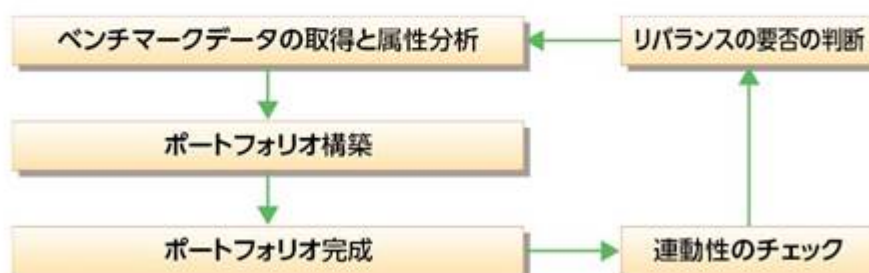 ベンチマークデータの取得と属性分析
リバランスの要否の判断
ポートフォリオ構築
ポートフォリオ完成
連動性のチェック